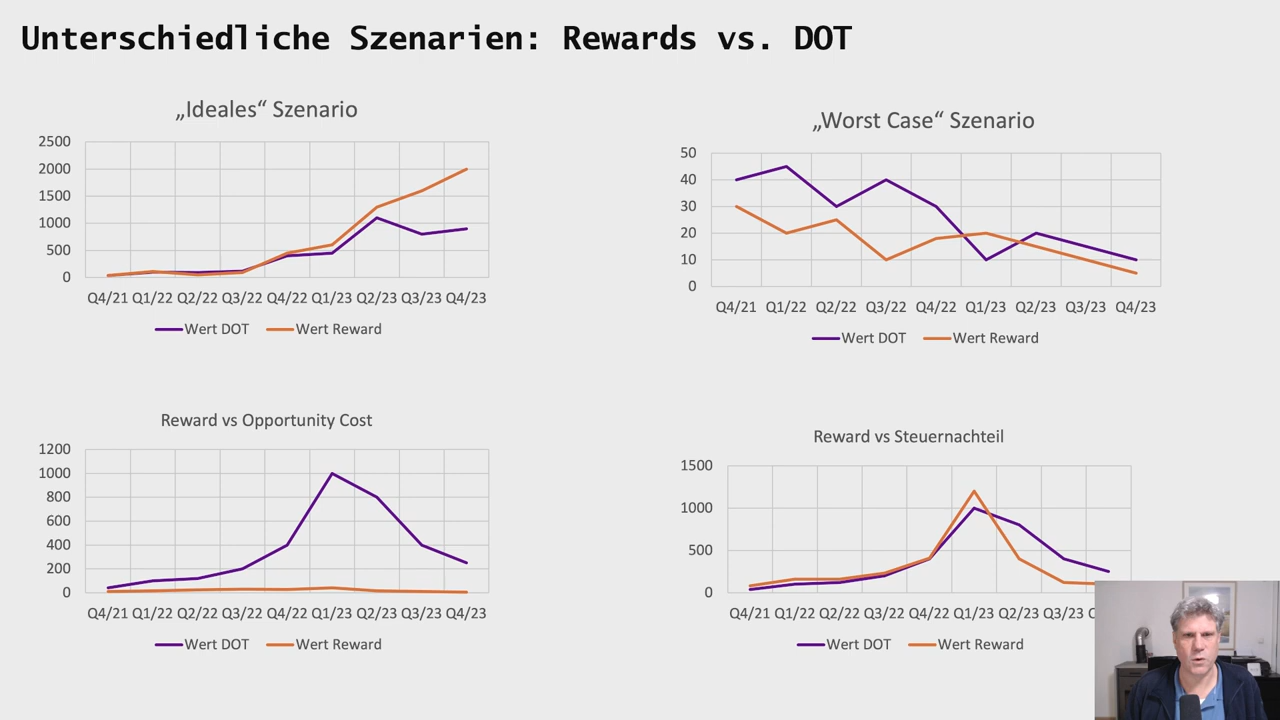 Unterschiedliche Szenarien: Rewards vs. DOT
„Ideales“ Szenario
2500
2000
1500
1000
500
0
Q4/21 Q1/22 Q2/22 Q3/22 Q4/22 Q1/23 Q2/23 Q3/23 Q4/23
Wert DOT Wert Reward
„Worst Case“ Szenario
50
40
30
20
10
0
Q4/21 Q1/22 Q2/22 Q3/22 Q4/22 Q1/23 Q2/23 Q3/23 Q4/23
Wert DOT Wert Reward
Reward vs Opportunity Cost
1200
1000
800
600
400
200
0
Q4/21 Q1/22 Q2/22 Q3/22 Q4/22 Q1/23 Q2/23 Q3/23 Q4/23
Wert DOT Wert Reward
Reward vs Steuernachteil
1500
1000
500
0
Q4/21 Q1/22 Q2/22 Q3/22 Q4/22 Q1/23 Q2/23 Q3/23
Wert DOT Wert Reward